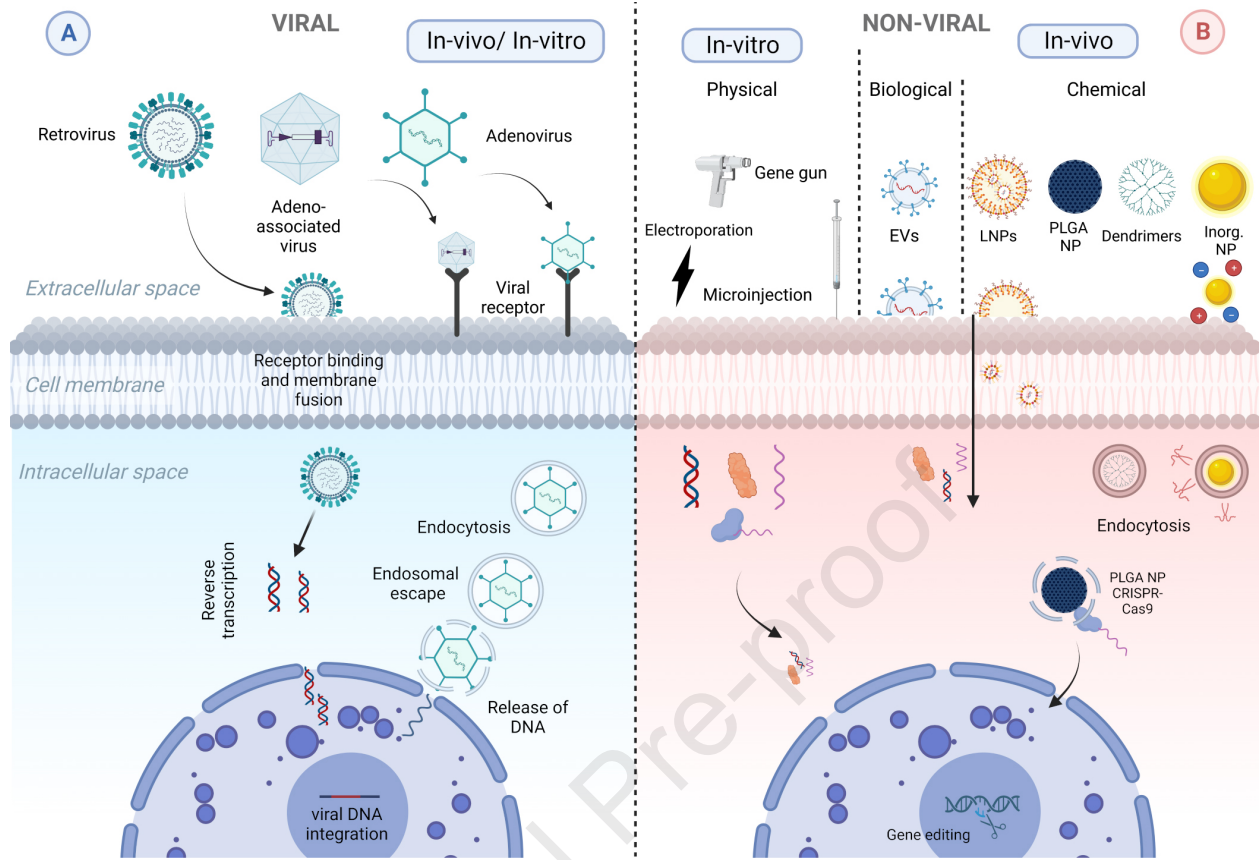 A
VIRAL
In-vivo/ In-vitro
Retrovirus
Adeno-
associated
virus
Adenovirus
Extracellular space
Viral
receptor
Cell membrane
Receptor binding
and membrane
fusion
Intracellular space
Endocytosis
Reverse
transcription
Endosomal
escape
Release of
DNA
viral DNA
integration
NON-VIRAL
B
In-vitro
In-vivo
Physical
Biological
Chemical
Gene gun
Electroporation
Microinjection
EVs
LNPs
PLGA
NP
Dendrimers
Inorg.
NP
−
+
+
−
Endocytosis
PLGA NP
CRISPR-
Cas9
Gene editing
Pre-proof